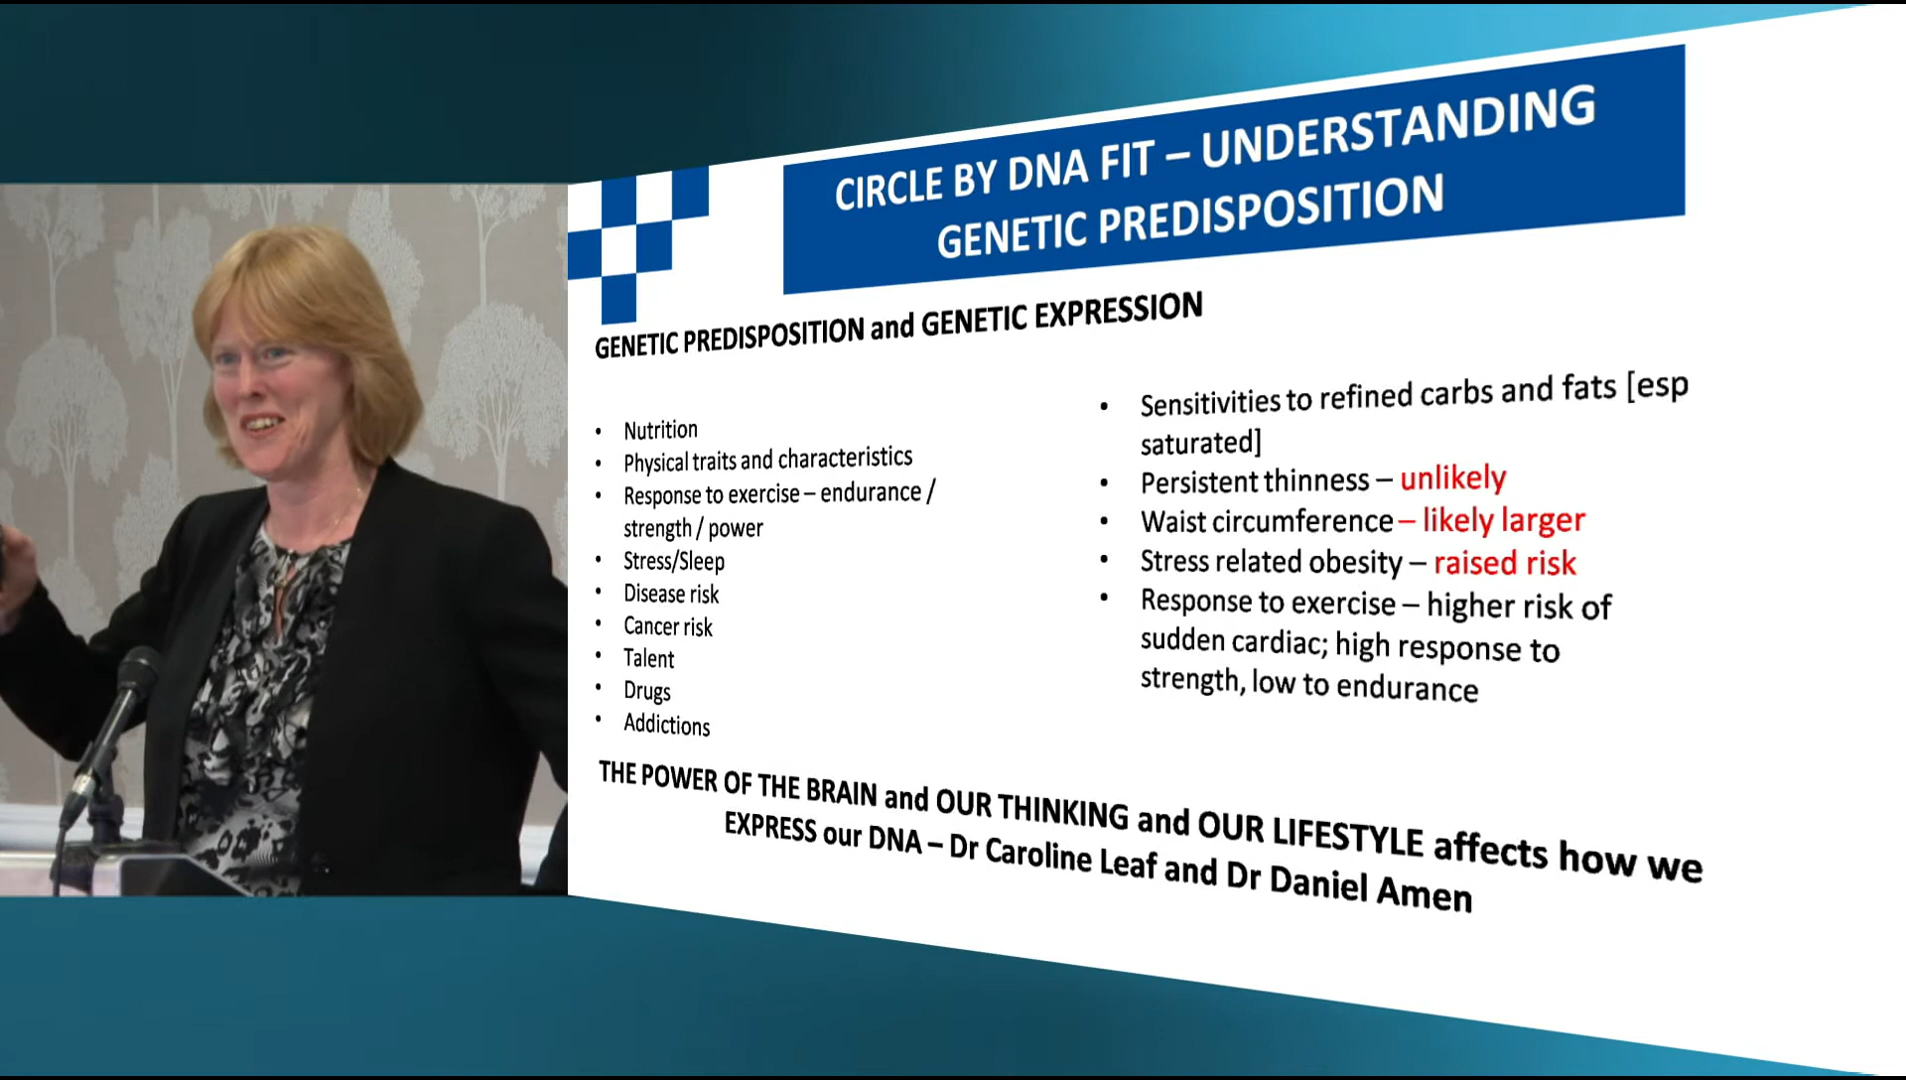 CIRCLE BY DNA FIT – UNDERSTANDING
GENETIC PREDISPOSITION
GENETIC PREDISPOSITION and GENETIC EXPRESSION
• Nutrition
• Physical traits and characteristics
• Response to exercise – endurance /
strength / power
• Stress/Sleep
• Disease risk
• Cancer risk
• Talent
• Drugs
• Addictions
• Sensitivities to refined carbs and fats [esp
saturated]
• Persistent thinness – unlikely
• Waist circumference – likely larger
• Stress related obesity – raised risk
• Response to exercise – higher risk of
sudden cardiac; high response to
strength, low to endurance
THE POWER OF THE BRAIN and OUR THINKING and OUR LIFESTYLE affects how we
EXPRESS our DNA – Dr Caroline Leaf and Dr Daniel Amen